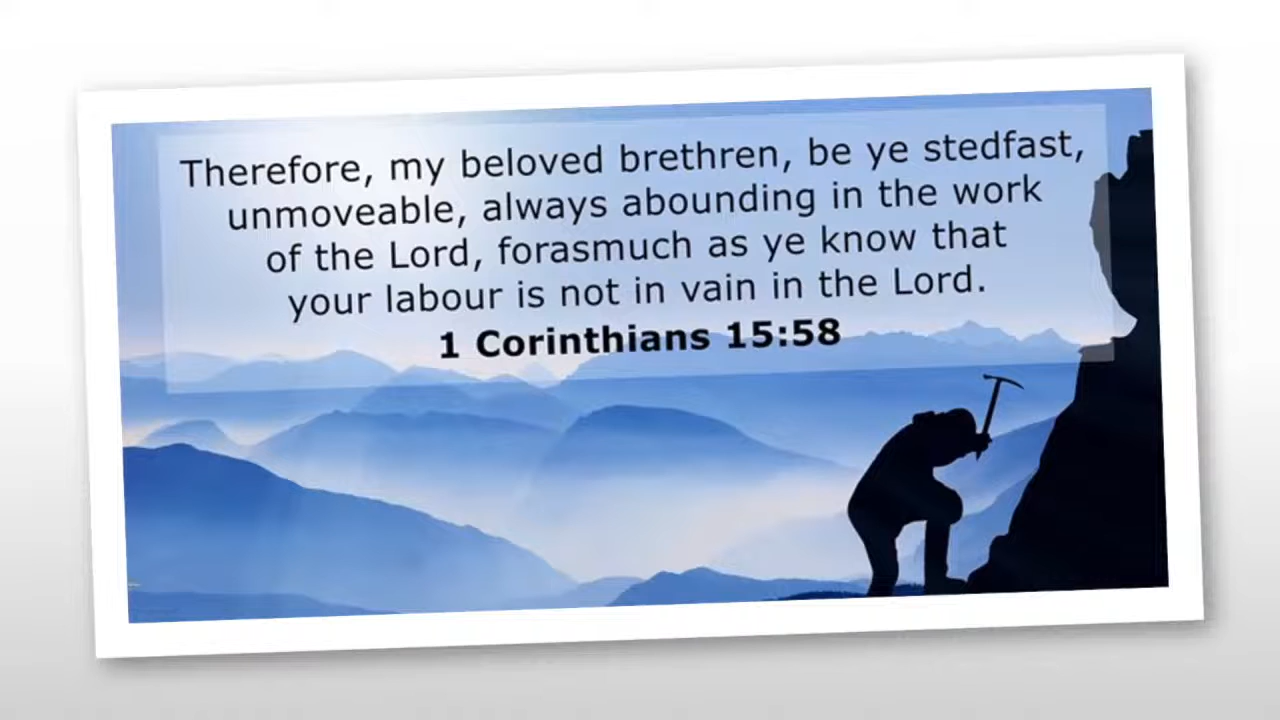 Therefore, my beloved brethren, be ye stedfast,
unmoveable, always abounding in the work
of the Lord, forasmuch as ye know that
your labour is not in vain in the Lord.
1 Corinthians 15:58